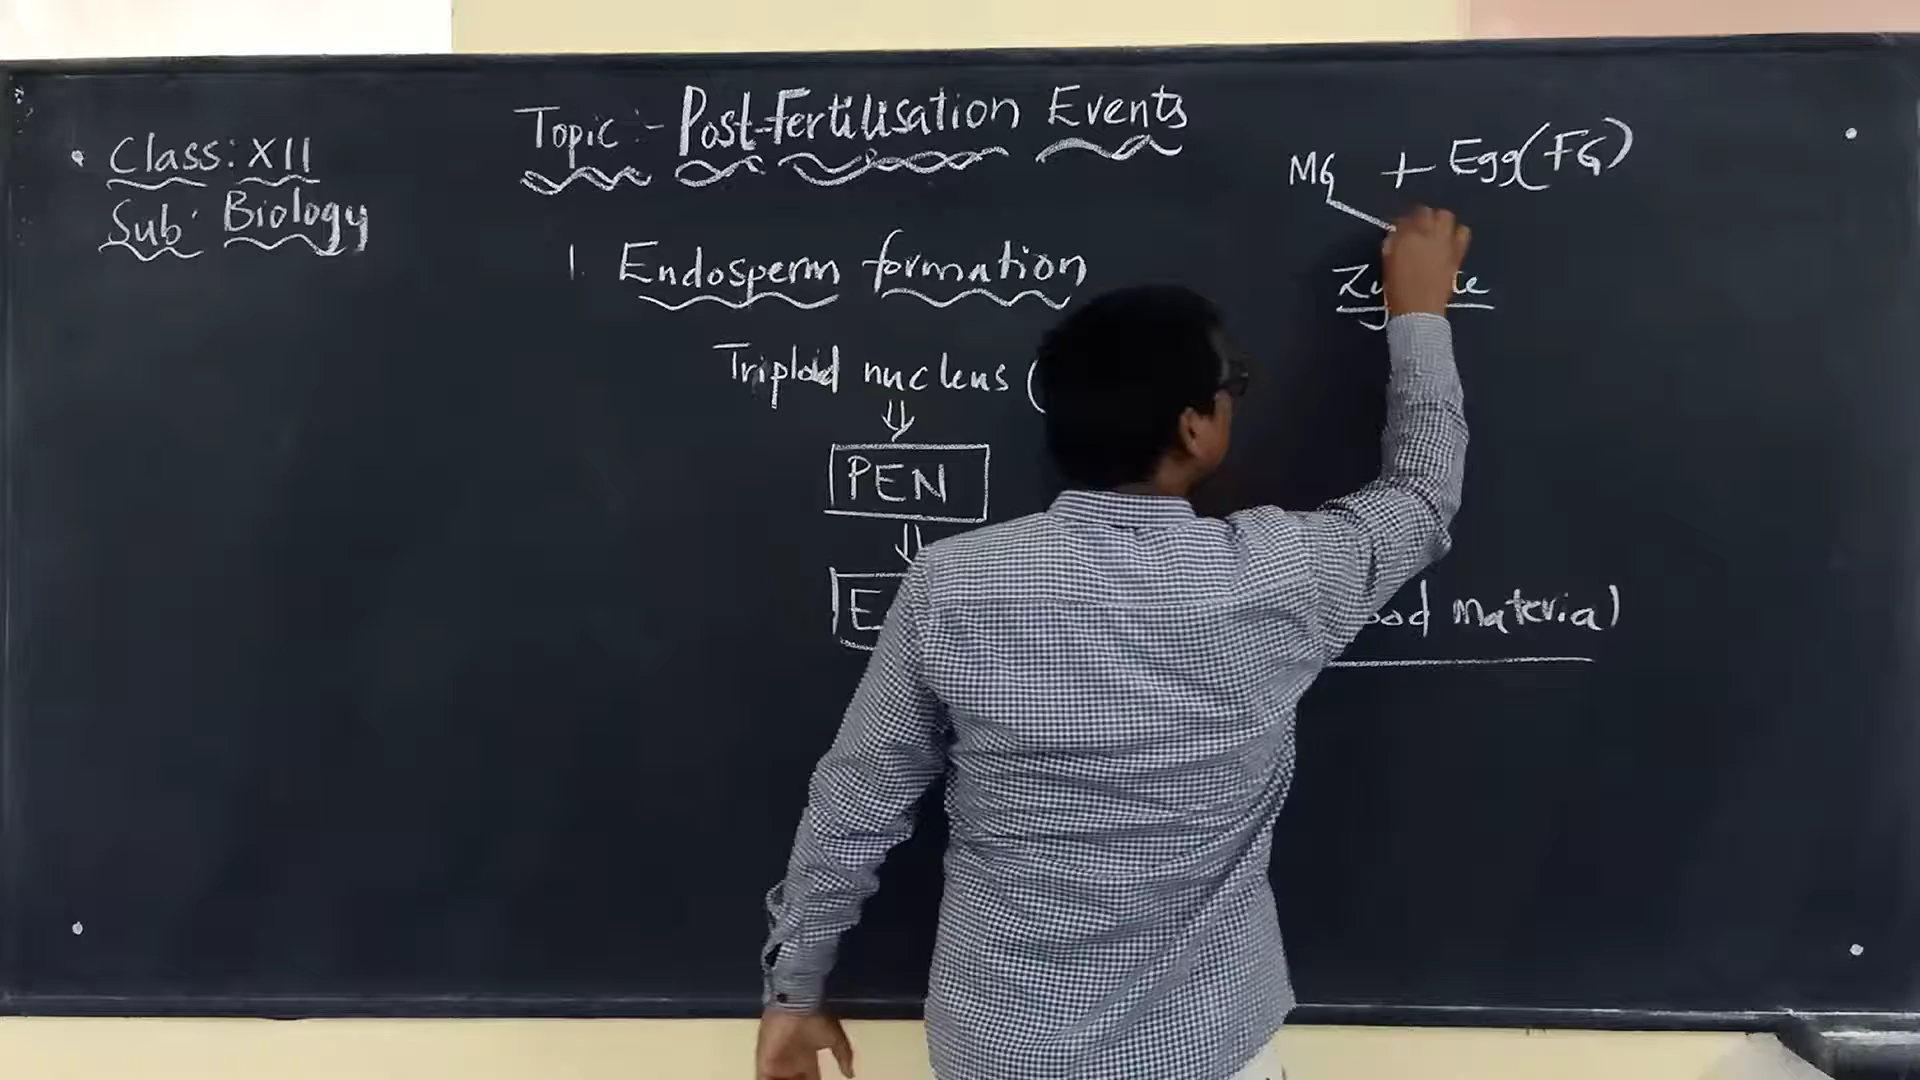 Class: XII
Sub: Biology
Topic:- Post-Fertilisation Events
1. Endosperm formation
Triploid nucleus (
PEN
MG + Egg(FG)
material)